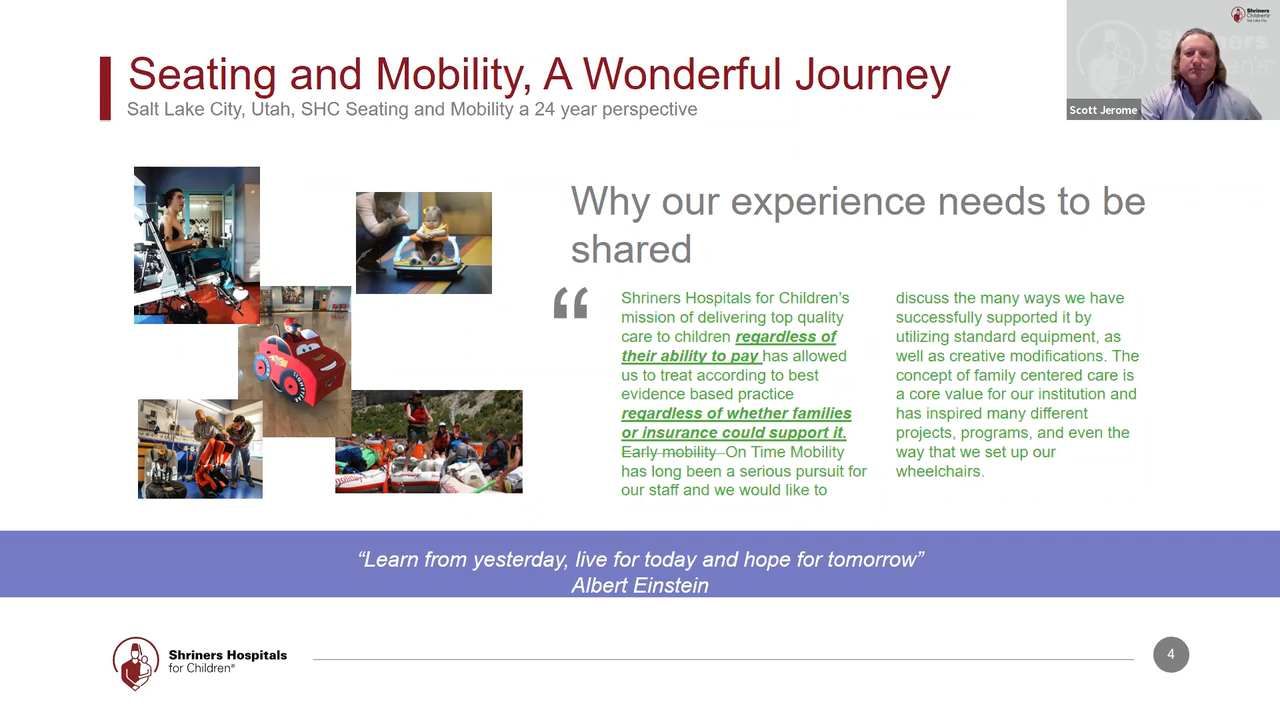 Seating and Mobility, A Wonderful Journey
Salt Lake City, Utah, SHC Seating and Mobility a 24 year perspective
Shriners
Children's
Salt Lake City
Scott Jerome
Why our experience needs to be
shared
“
Shriners Hospitals for Children’s
mission of delivering top quality
care to children regardless of
their ability to pay has allowed
us to treat according to best
evidence based practice
regardless of whether families
or insurance could support it.
Early mobility On Time Mobility
has long been a serious pursuit for
our staff and we would like to
discuss the many ways we have
successfully supported it by
utilizing standard equipment, as
well as creative modifications. The
concept of family centered care is
a core value for our institution and
has inspired many different
projects, programs, and even the
way that we set up our
wheelchairs.
“Learn from yesterday, live for today and hope for tomorrow”
Albert Einstein
Shriners Hospitals
for Children®
4